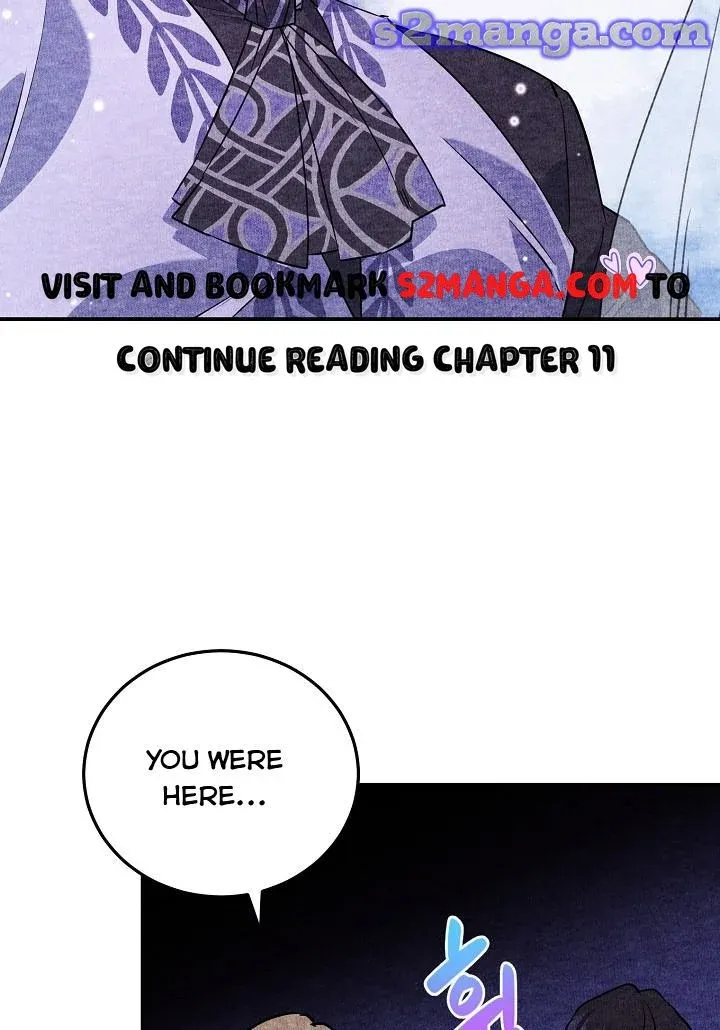 s2manga.com
VISIT AND BOOKMARK S2MANGA.COM TO
CONTINUE READING CHAPTER 11
YOU WERE
HERE...